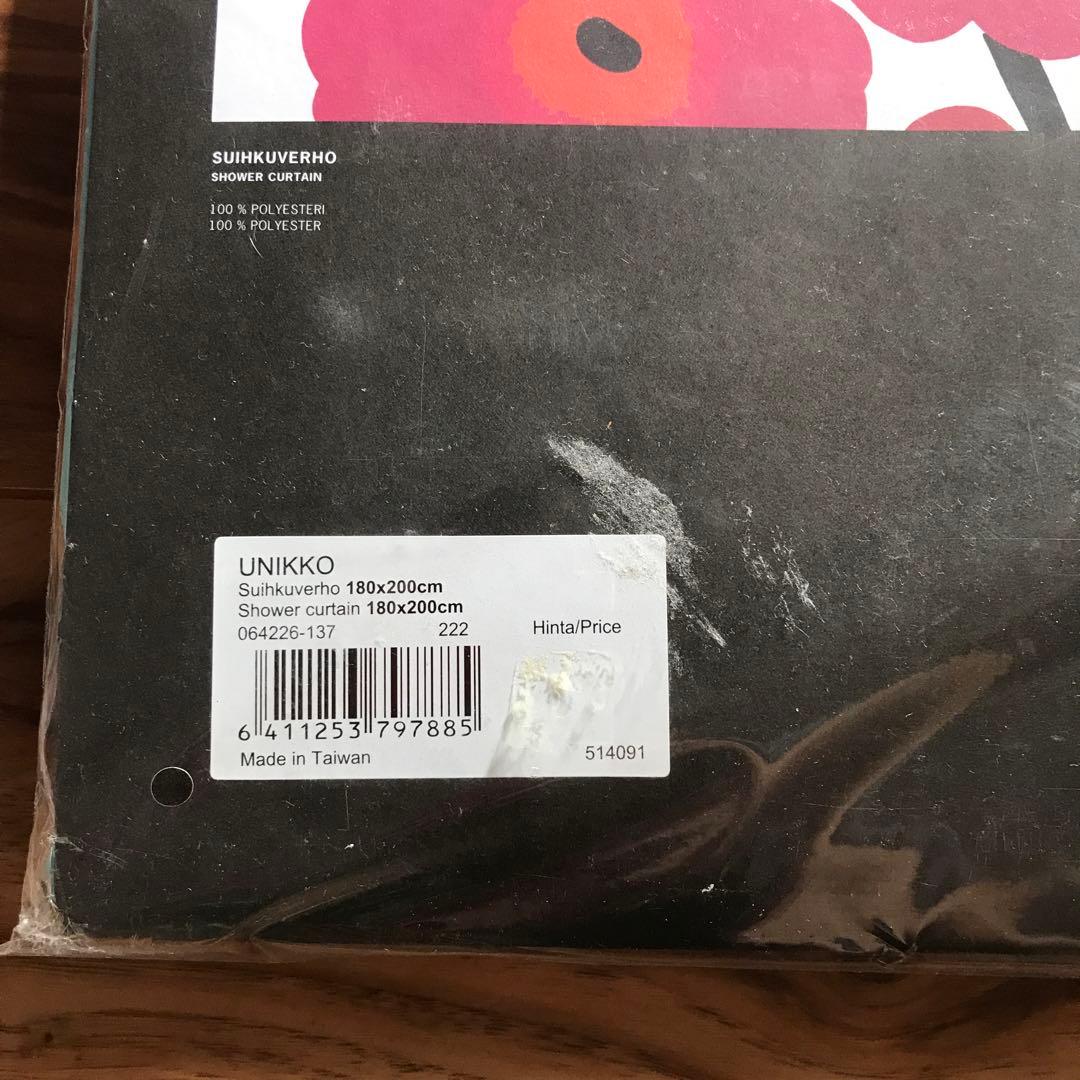 SUIHKUVERHO
SHOWER CURTAIN
100 % POLYESTERI
100 % POLYESTER
UNIKKO
Suihkuverho 180x200cm
Shower curtain 180x200cm
064226-137 222 Hinta/Price
6 411253 797885
Made in Taiwan 514091